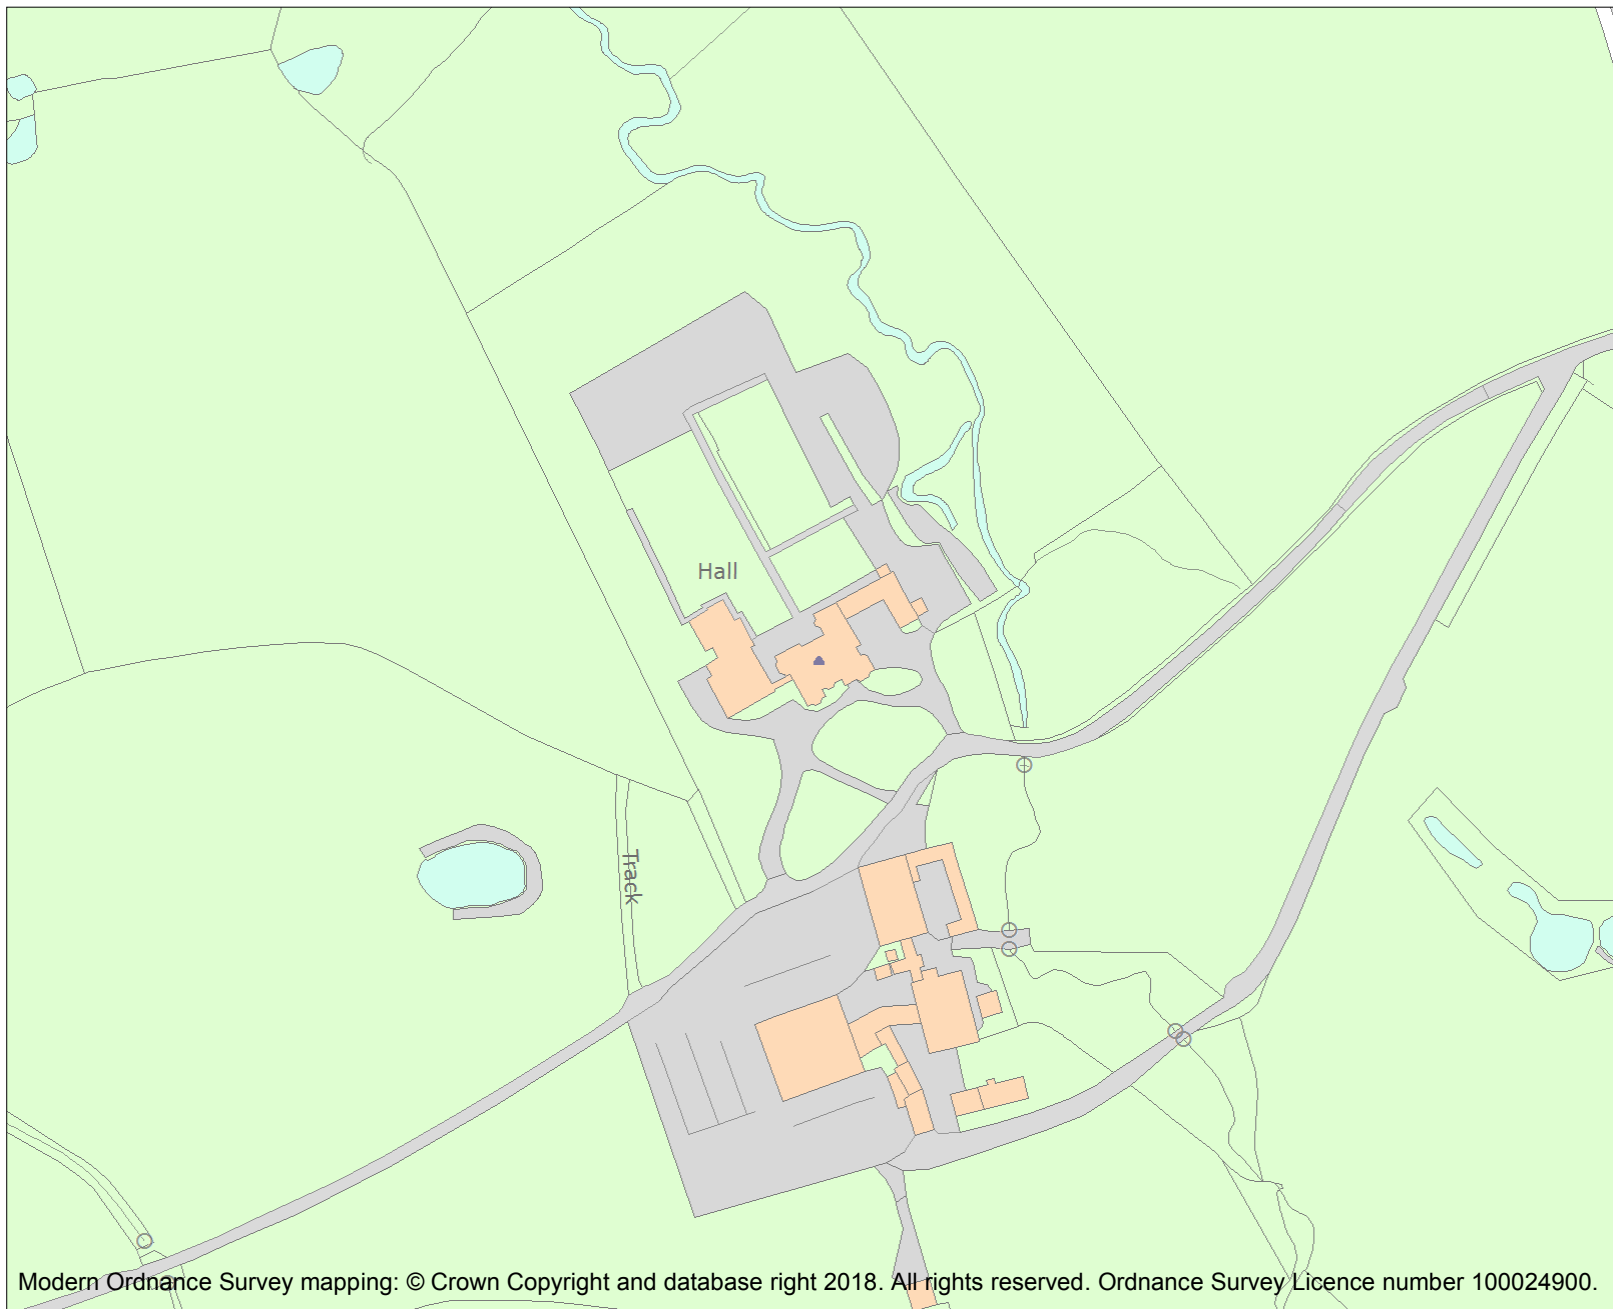 Hall
Track
Modern Ordnance Survey mapping: © Crown Copyright and database right 2018. All rights reserved. Ordnance Survey Licence number 100024900.